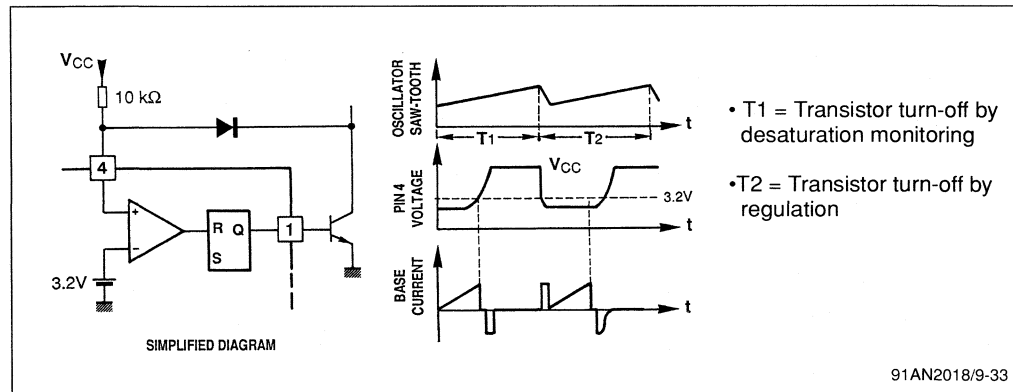 VCC
10 kΩ
4
+
−
R Q
S
1
3.2V
SIMPLIFIED DIAGRAM
OSCILLATOR
SAW-TOOTH
T1
T2
t
PIN 4
VOLTAGE
VCC
3.2V
t
BASE
CURRENT
t
• T1 = Transistor turn-off by
desaturation monitoring
•T2 = Transistor turn-off by
regulation
91AN2018/9-33